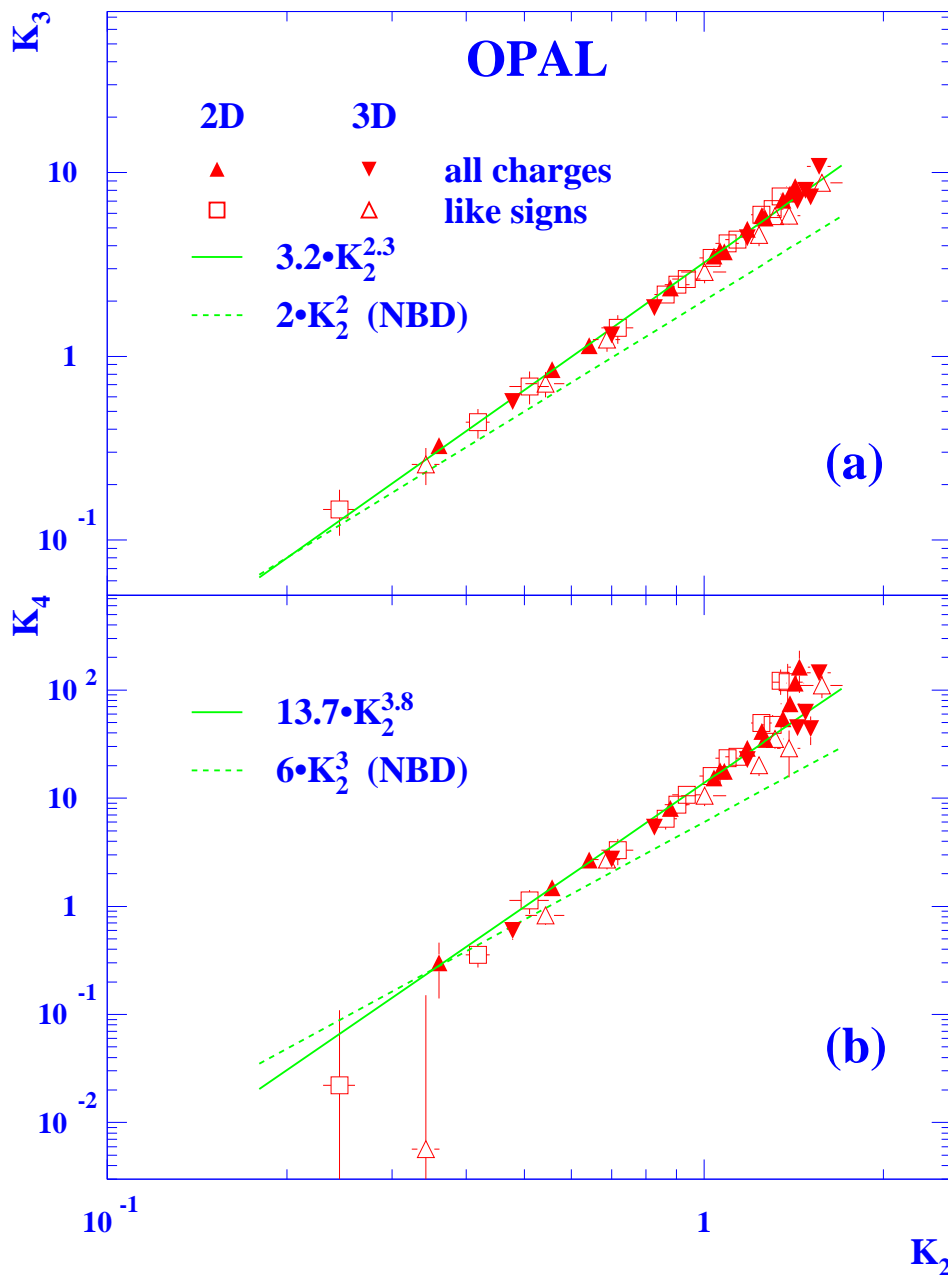 K₃
OPAL
2D 3D
all charges
like signs
3.2•K₂^2.3
2•K₂^2 (NBD)
10
1
10^-1
(a)
K₄
10^2
10
1
10^-1
10^-2
13.7•K₂^3.8
6•K₂^3 (NBD)
(b)
10^-1
1
K₂